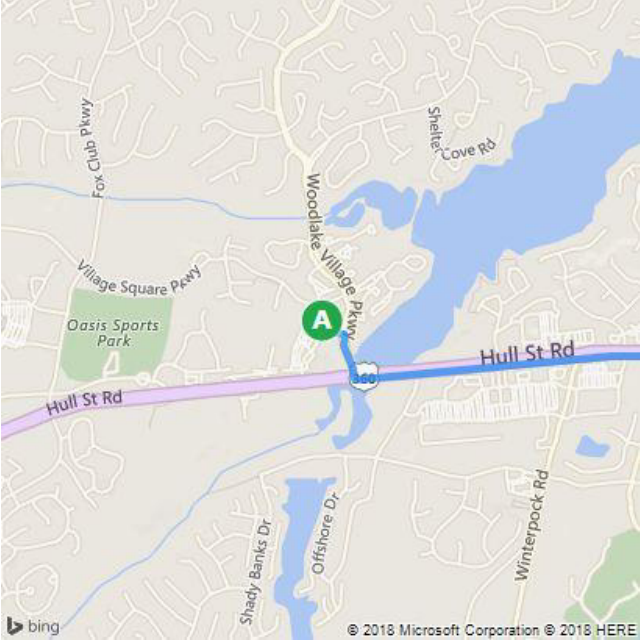 Fox Club Pkwy
Shelter Cove Rd
Woodlake Village Pkwy
Village Square Pkwy
Oasis Sports
Park
A
Hull St Rd
360
Hull St Rd
Winterpock Rd
Offshore Dr
Shady Banks Dr
bing
© 2018 Microsoft Corporation © 2018 HERE